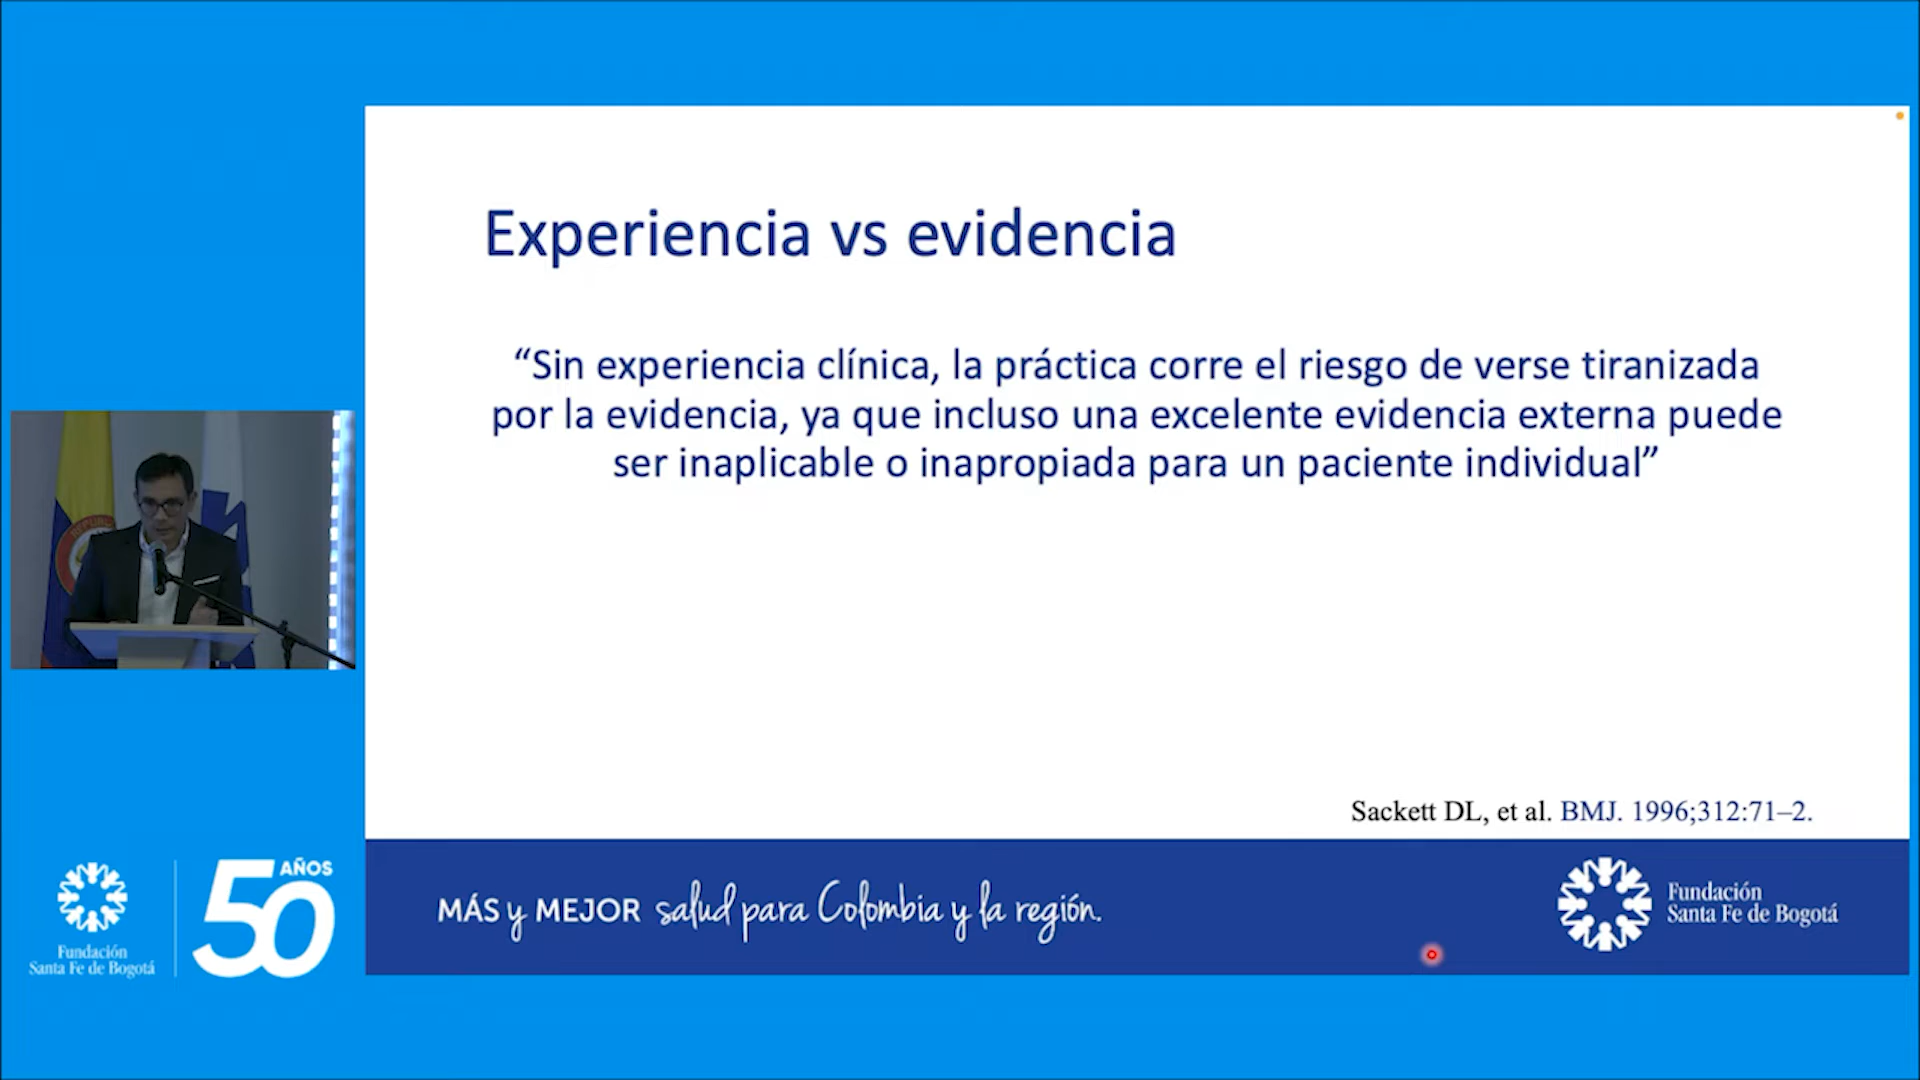 Experiencia vs evidencia
“Sin experiencia clínica, la práctica corre el riesgo de verse tiranizada
por la evidencia, ya que incluso una excelente evidencia externa puede
ser inaplicable o inapropiada para un paciente individual”
Sackett DL, et al. BMJ. 1996;312:71–2.
MÁS y MEJOR salud para Colombia y la región.
Fundación
Santa Fe de Bogotá
Fundación
Santa Fe de Bogotá
50 AÑOS